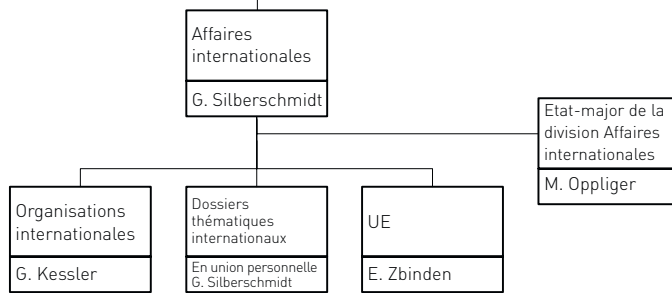 Affaires
internationales
G. Silberschmidt
Etat-major de la
division Affaires
internationales
M. Oppliger
Organisations
internationales
G. Kessler
Dossiers
thématiques
internationaux
En union personnelle
G. Silberschmidt
UE
E. Zbinden